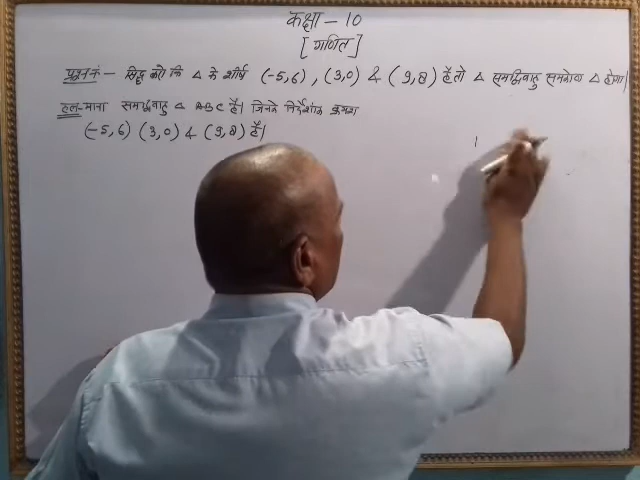 कक्षा - 10
[गणित]
प्रश्न नं - सिद्ध करो कि Δ के शीर्ष (-5,6), (3,0) & (9,8) है तो Δ समद्विबाहु समकोण Δ होगा।
हल - माना समद्विबाहु Δ ABC है। जिनके निर्देशांक क्रमशः
(-5,6) (3,0) & (9,8) है।